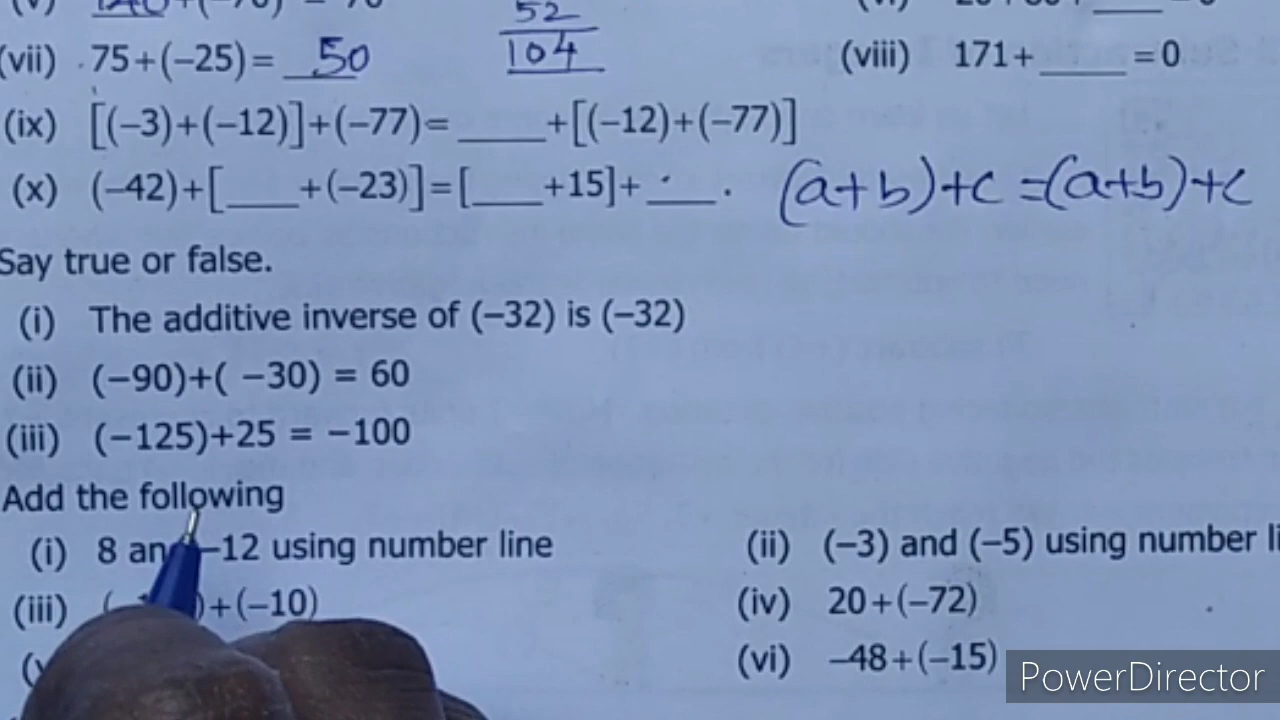 (vii) 75+(−25)= 50
52
104
(viii) 171+____=0
(ix) [(−3)+(−12)]+(−77)=____+[(−12)+(−77)]
(x) (−42)+[____+(−23)]=[____+15]+____.
(a+b)+c=(a+b)+c
Say true or false.
(i) The additive inverse of (−32) is (−32)
(ii) (−90)+( −30) = 60
(iii) (−125)+25 = −100
Add the following
(i) 8 and −12 using number line
(ii) (−3) and (−5) using number
(iii) )+(−10)
(iv) 20+(−72)
(vi) −48+(−15)
PowerDirector